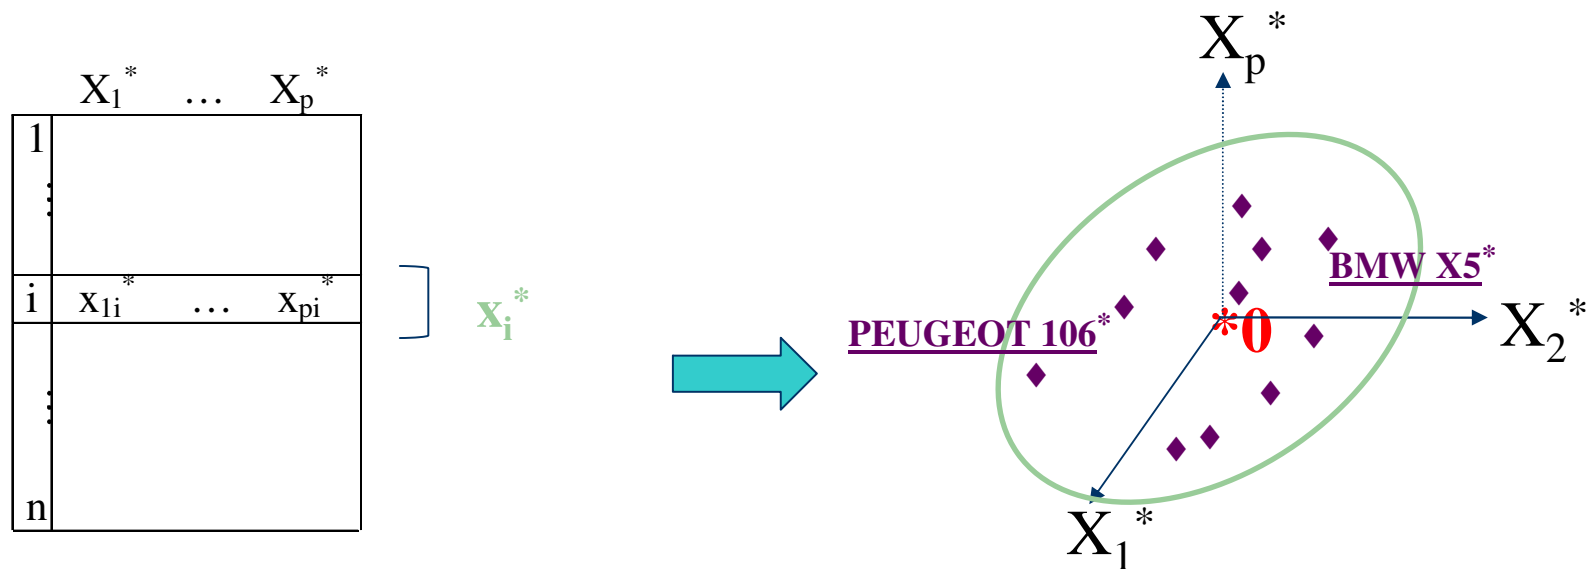 X₁* … Xₚ*
1
⋮
i x₁ᵢ* … xₚᵢ*
⋮
n
xᵢ*
Xₚ*
BMW X5*
PEUGEOT 106*
*0
X₂*
X₁*